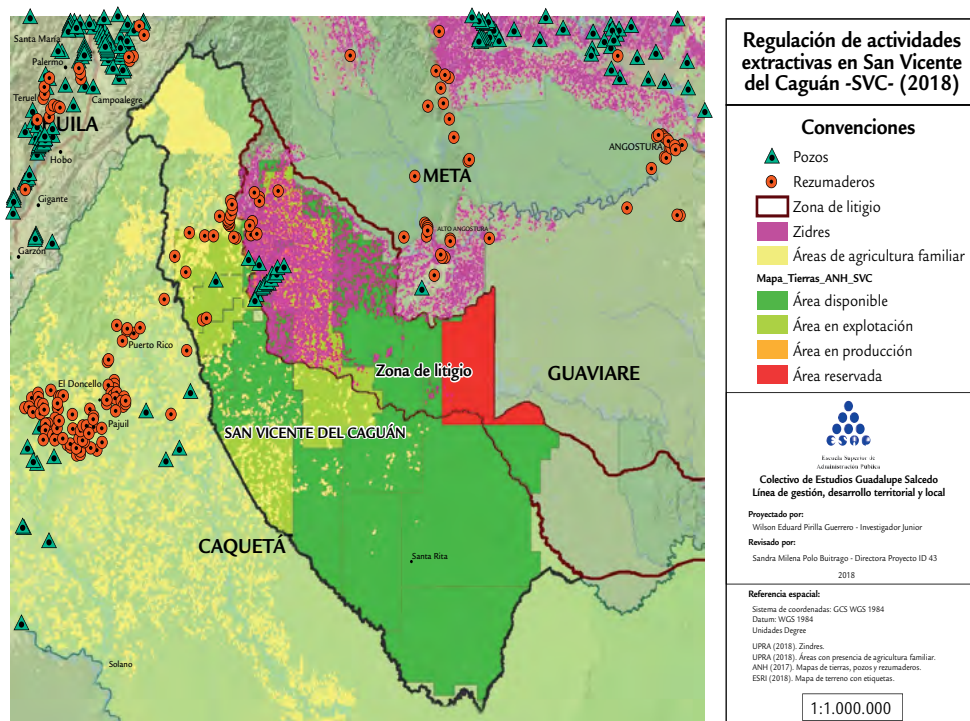 Santa María
Palermo
Teruel
Campoalegre
UILA
Hobo
Gigante
Garzón
META
ANGOSTURA
ALTO ANGOSTURA
Puerto Rico
El Doncello
Pajuil
Zona de litigio
GUAVIARE
SAN VICENTE DEL CAGUÁN
CAQUETÁ
Santa Rita
Solano
Regulación de actividades
extractivas en San Vicente
del Caguán -SVC- (2018)
Convenciones
Pozos
Rezumaderos
Zona de litigio
Zidres
Áreas de agricultura familiar
Mapa_Tierras_ANH_SVC
Área disponible
Área en explotación
Área en producción
Área reservada
ESAP
Escuela Superior de
Administración Pública
Colectivo de Estudios Guadalupe Salcedo
Línea de gestión, desarrollo territorial y local
Proyectado por:
Wilson Eduard Pirilla Guerrero - Investigador Junior
Revisado por:
Sandra Milena Polo Buitrago - Directora Proyecto ID 43
2018
Referencia espacial:
Sistema de coordenadas: GCS WGS 1984
Datum: WGS 1984
Unidades Degree
UPRA (2018). Zindres.
UPRA (2018). Áreas con presencia de agricultura familiar.
ANH (2017). Mapas de tierras, pozos y rezumaderos.
ESRI (2018). Mapa de terreno con etiquetas.
1:1.000.000